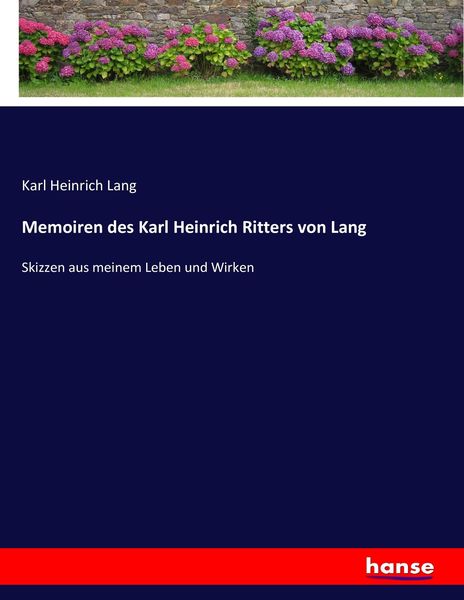 Karl Heinrich Lang
Memoiren des Karl Heinrich Ritters von Lang
Skizzen aus meinem Leben und Wirken
hanse